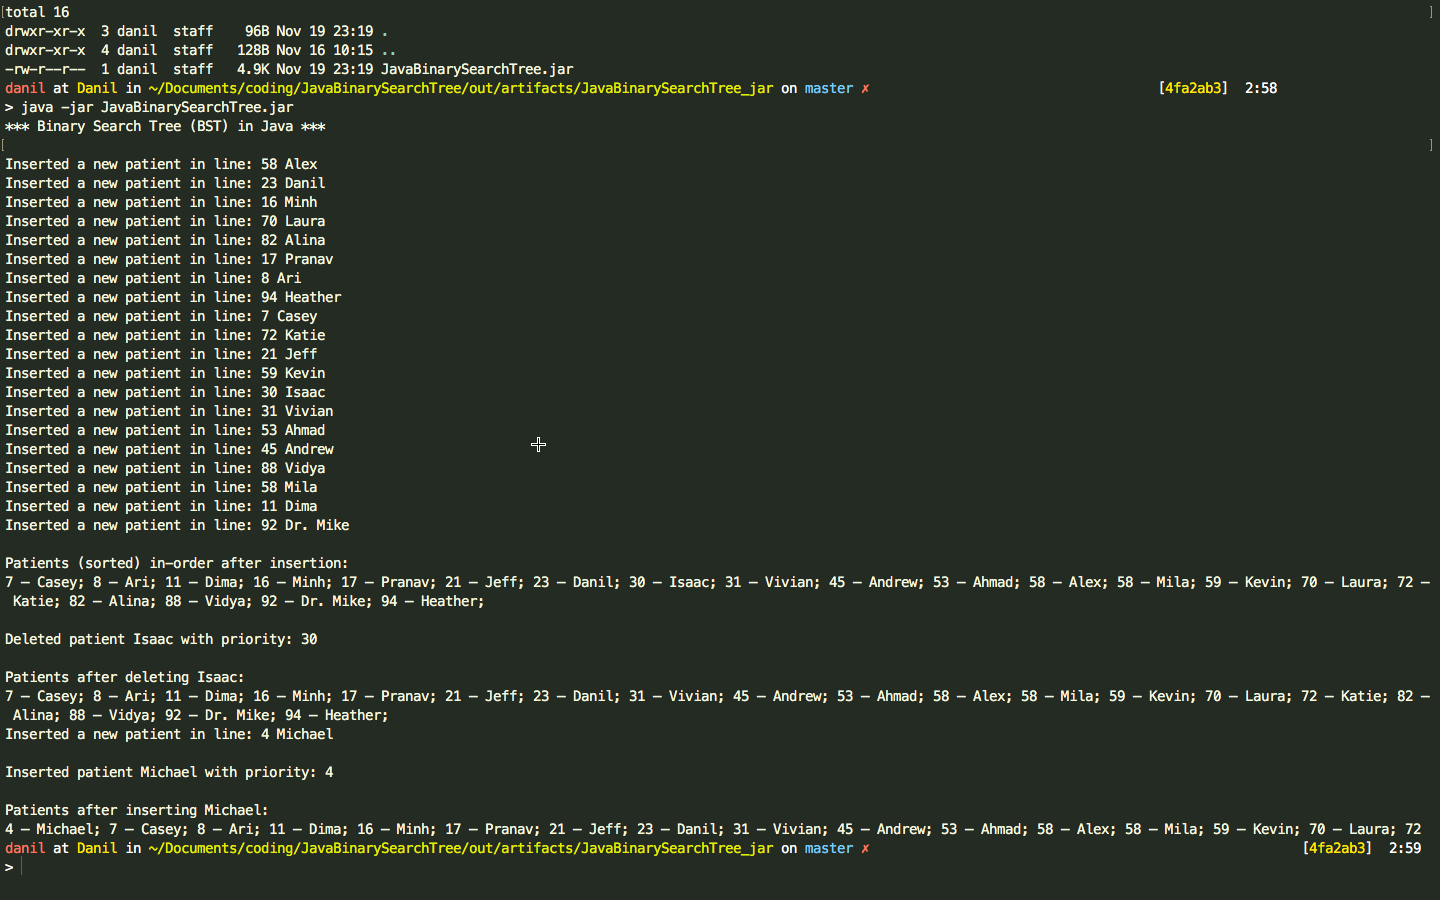 total 16
drwxr-xr-x  3 danil  staff    96B Nov 19 23:19 .
drwxr-xr-x  4 danil  staff   128B Nov 16 10:15 ..
-rw-r--r--  1 danil  staff   4.9K Nov 19 23:19 JavaBinarySearchTree.jar
danil at Danil in ~/Documents/coding/JavaBinarySearchTree/out/artifacts/JavaBinarySearchTree_jar on master ✗ [4fa2ab3]  2:58
> java -jar JavaBinarySearchTree.jar
*** Binary Search Tree (BST) in Java ***
Inserted a new patient in line: 58 Alex
Inserted a new patient in line: 23 Danil
Inserted a new patient in line: 16 Minh
Inserted a new patient in line: 70 Laura
Inserted a new patient in line: 82 Alina
Inserted a new patient in line: 17 Pranav
Inserted a new patient in line: 8 Ari
Inserted a new patient in line: 94 Heather
Inserted a new patient in line: 7 Casey
Inserted a new patient in line: 72 Katie
Inserted a new patient in line: 21 Jeff
Inserted a new patient in line: 59 Kevin
Inserted a new patient in line: 30 Isaac
Inserted a new patient in line: 31 Vivian
Inserted a new patient in line: 53 Ahmad
Inserted a new patient in line: 45 Andrew
Inserted a new patient in line: 88 Vidya
Inserted a new patient in line: 58 Mila
Inserted a new patient in line: 11 Dima
Inserted a new patient in line: 92 Dr. Mike
Patients (sorted) in-order after insertion:
7 – Casey; 8 – Ari; 11 – Dima; 16 – Minh; 17 – Pranav; 21 – Jeff; 23 – Danil; 30 – Isaac; 31 – Vivian; 45 – Andrew; 53 – Ahmad; 58 – Alex; 58 – Mila; 59 – Kevin; 70 – Laura; 72 –
Katie; 82 – Alina; 88 – Vidya; 92 – Dr. Mike; 94 – Heather;
Deleted patient Isaac with priority: 30
Patients after deleting Isaac:
7 – Casey; 8 – Ari; 11 – Dima; 16 – Minh; 17 – Pranav; 21 – Jeff; 23 – Danil; 31 – Vivian; 45 – Andrew; 53 – Ahmad; 58 – Alex; 58 – Mila; 59 – Kevin; 70 – Laura; 72 – Katie; 82 –
Alina; 88 – Vidya; 92 – Dr. Mike; 94 – Heather;
Inserted a new patient in line: 4 Michael
Inserted patient Michael with priority: 4
Patients after inserting Michael:
4 – Michael; 7 – Casey; 8 – Ari; 11 – Dima; 16 – Minh; 17 – Pranav; 21 – Jeff; 23 – Danil; 31 – Vivian; 45 – Andrew; 53 – Ahmad; 58 – Alex; 58 – Mila; 59 – Kevin; 70 – Laura; 72
danil at Danil in ~/Documents/coding/JavaBinarySearchTree/out/artifacts/JavaBinarySearchTree_jar on master ✗ [4fa2ab3]  2:59
>